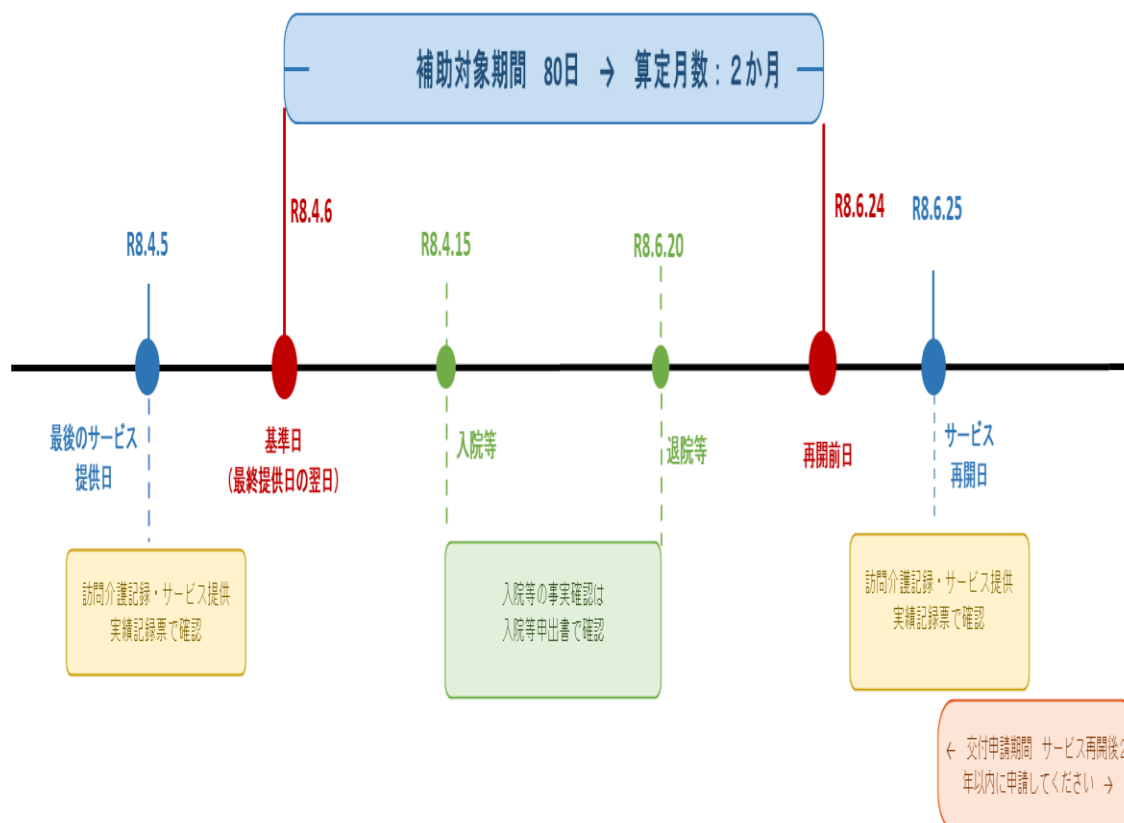 補助対象期間 80日 → 算定月数：２か月
R8.4.5
R8.4.6
R8.4.15
R8.6.20
R8.6.24
R8.6.25
最後のサービス
提供日
基準日
（最終提供日の翌日）
入院等
退院等
再開前日
サービス
再開日
訪問介護記録・サービス提供
実績記録票で確認
入院等の事実確認は
入院等申出書で確認
訪問介護記録・サービス提供
実績記録票で確認
← 交付申請期間 サービス再開後2
年以内に申請してください →